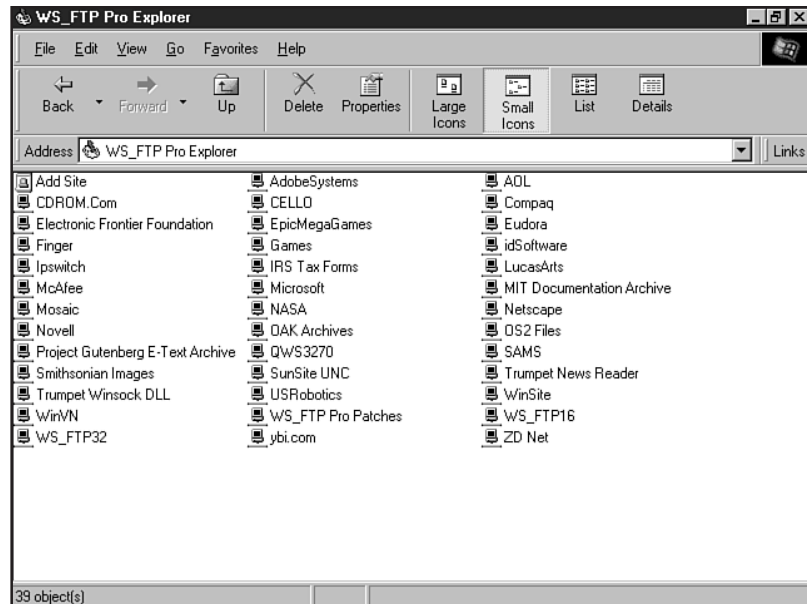 WS_FTP Pro Explorer
File Edit View Go Favorites Help
Back Forward Up Delete Properties Large Icons Small Icons List Details
Address WS_FTP Pro Explorer Links
Add Site AdobeSystems AOL
CDROM.Com CELLO Compaq
Electronic Frontier Foundation EpicMegaGames Eudora
Finger Games idSoftware
Ipswitch IRS Tax Forms LucasArts
McAfee Microsoft MIT Documentation Archive
Mosaic NASA Netscape
Novell OAK Archives OS2 Files
Project Gutenberg E-Text Archive QWS3270 SAMS
Smithsonian Images SunSite UNC Trumpet News Reader
Trumpet Winsock DLL USRobotics WinSite
WinVN WS_FTP Pro Patches WS_FTP16
WS_FTP32 ybi.com ZD Net
39 object(s)